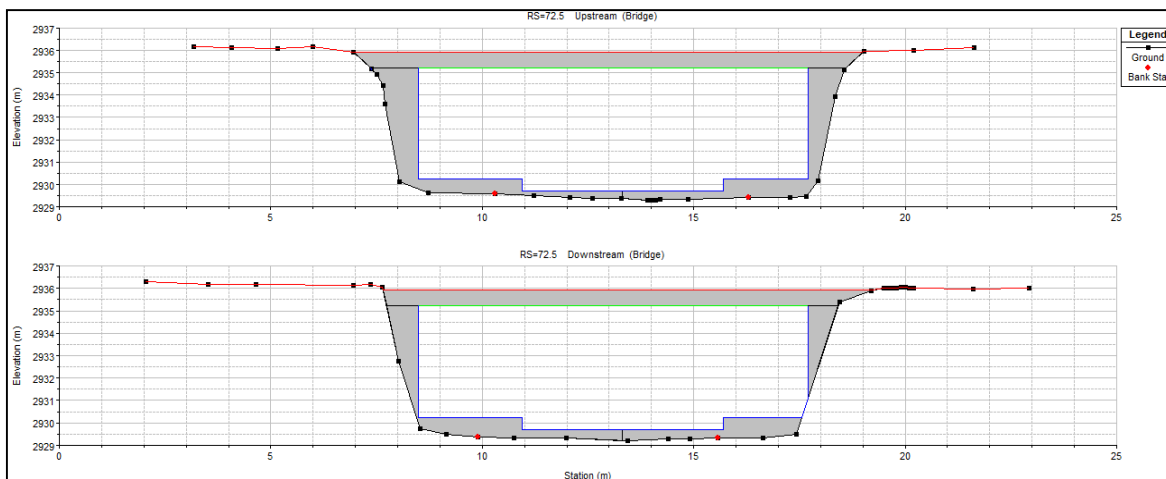 RS=72.5 Upstream (Bridge)
2937
2936
2935
2934
2933
2932
2931
2930
2929
Elevation (m)
0 5 10 15 20 25
Legend
Ground
Bank Sta
RS=72.5 Downstream (Bridge)
2937
2936
2935
2934
2933
2932
2931
2930
2929
Elevation (m)
0 5 10 15 20 25
Station (m)